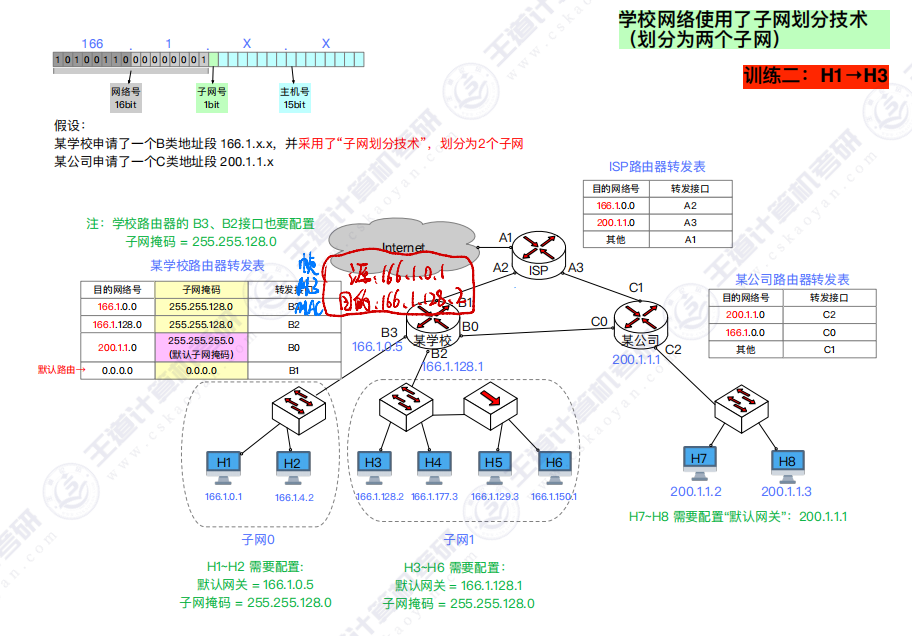 学校网络使用了子网划分技术
（划分为两个子网）
训练二：H1→H3
166 . 1 . X . X
1 0 1 0 0 1 1 0 0 0 0 0 0 0 0 1
网络号
16bit
子网号
1bit
主机号
15bit
假设：
某学校申请了一个B类地址段 166.1.x.x，并采用了“子网划分技术”，划分为2个子网
某公司申请了一个C类地址段 200.1.1.x
ISP路由器转发表
目的网络号 转发接口
166.1.0.0 A2
200.1.1.0 A3
其他 A1
注：学校路由器的 B3、B2接口也要配置
子网掩码 = 255.255.128.0
Internet
A1
A2
ISP
A3
某学校路由器转发表
目的网络号 子网掩码 转发
166.1.0.0 255.255.128.0
166.1.128.0 255.255.128.0 B2
200.1.1.0 255.255.255.0
(默认子网掩码) B0
默认路由→ 0.0.0.0 0.0.0.0 B1
源：166.1.0.1
目的：166.1.128.2
MAC
B1
B3
某学校
B0
B2
166.1.0.5
166.1.128.1
某公司路由器转发表
目的网络号 转发接口
200.1.1.0 C2
166.1.0.0 C0
其他 C1
C1
C0
某公司
C2
200.1.1.1
H1
H2
H3
H4
H5
H6
H7
H8
166.1.0.1
166.1.4.2
166.1.128.2
166.1.177.3
166.1.129.3
166.1.150.1
200.1.1.2
200.1.1.3
H7~H8 需要配置“默认网关”：200.1.1.1
子网0
子网1
H1~H2 需要配置:
默认网关 = 166.1.0.5
子网掩码 = 255.255.128.0
H3~H6 需要配置:
默认网关 = 166.1.128.1
子网掩码 = 255.255.128.0
王道计算机考研
www.cskaoyan.com